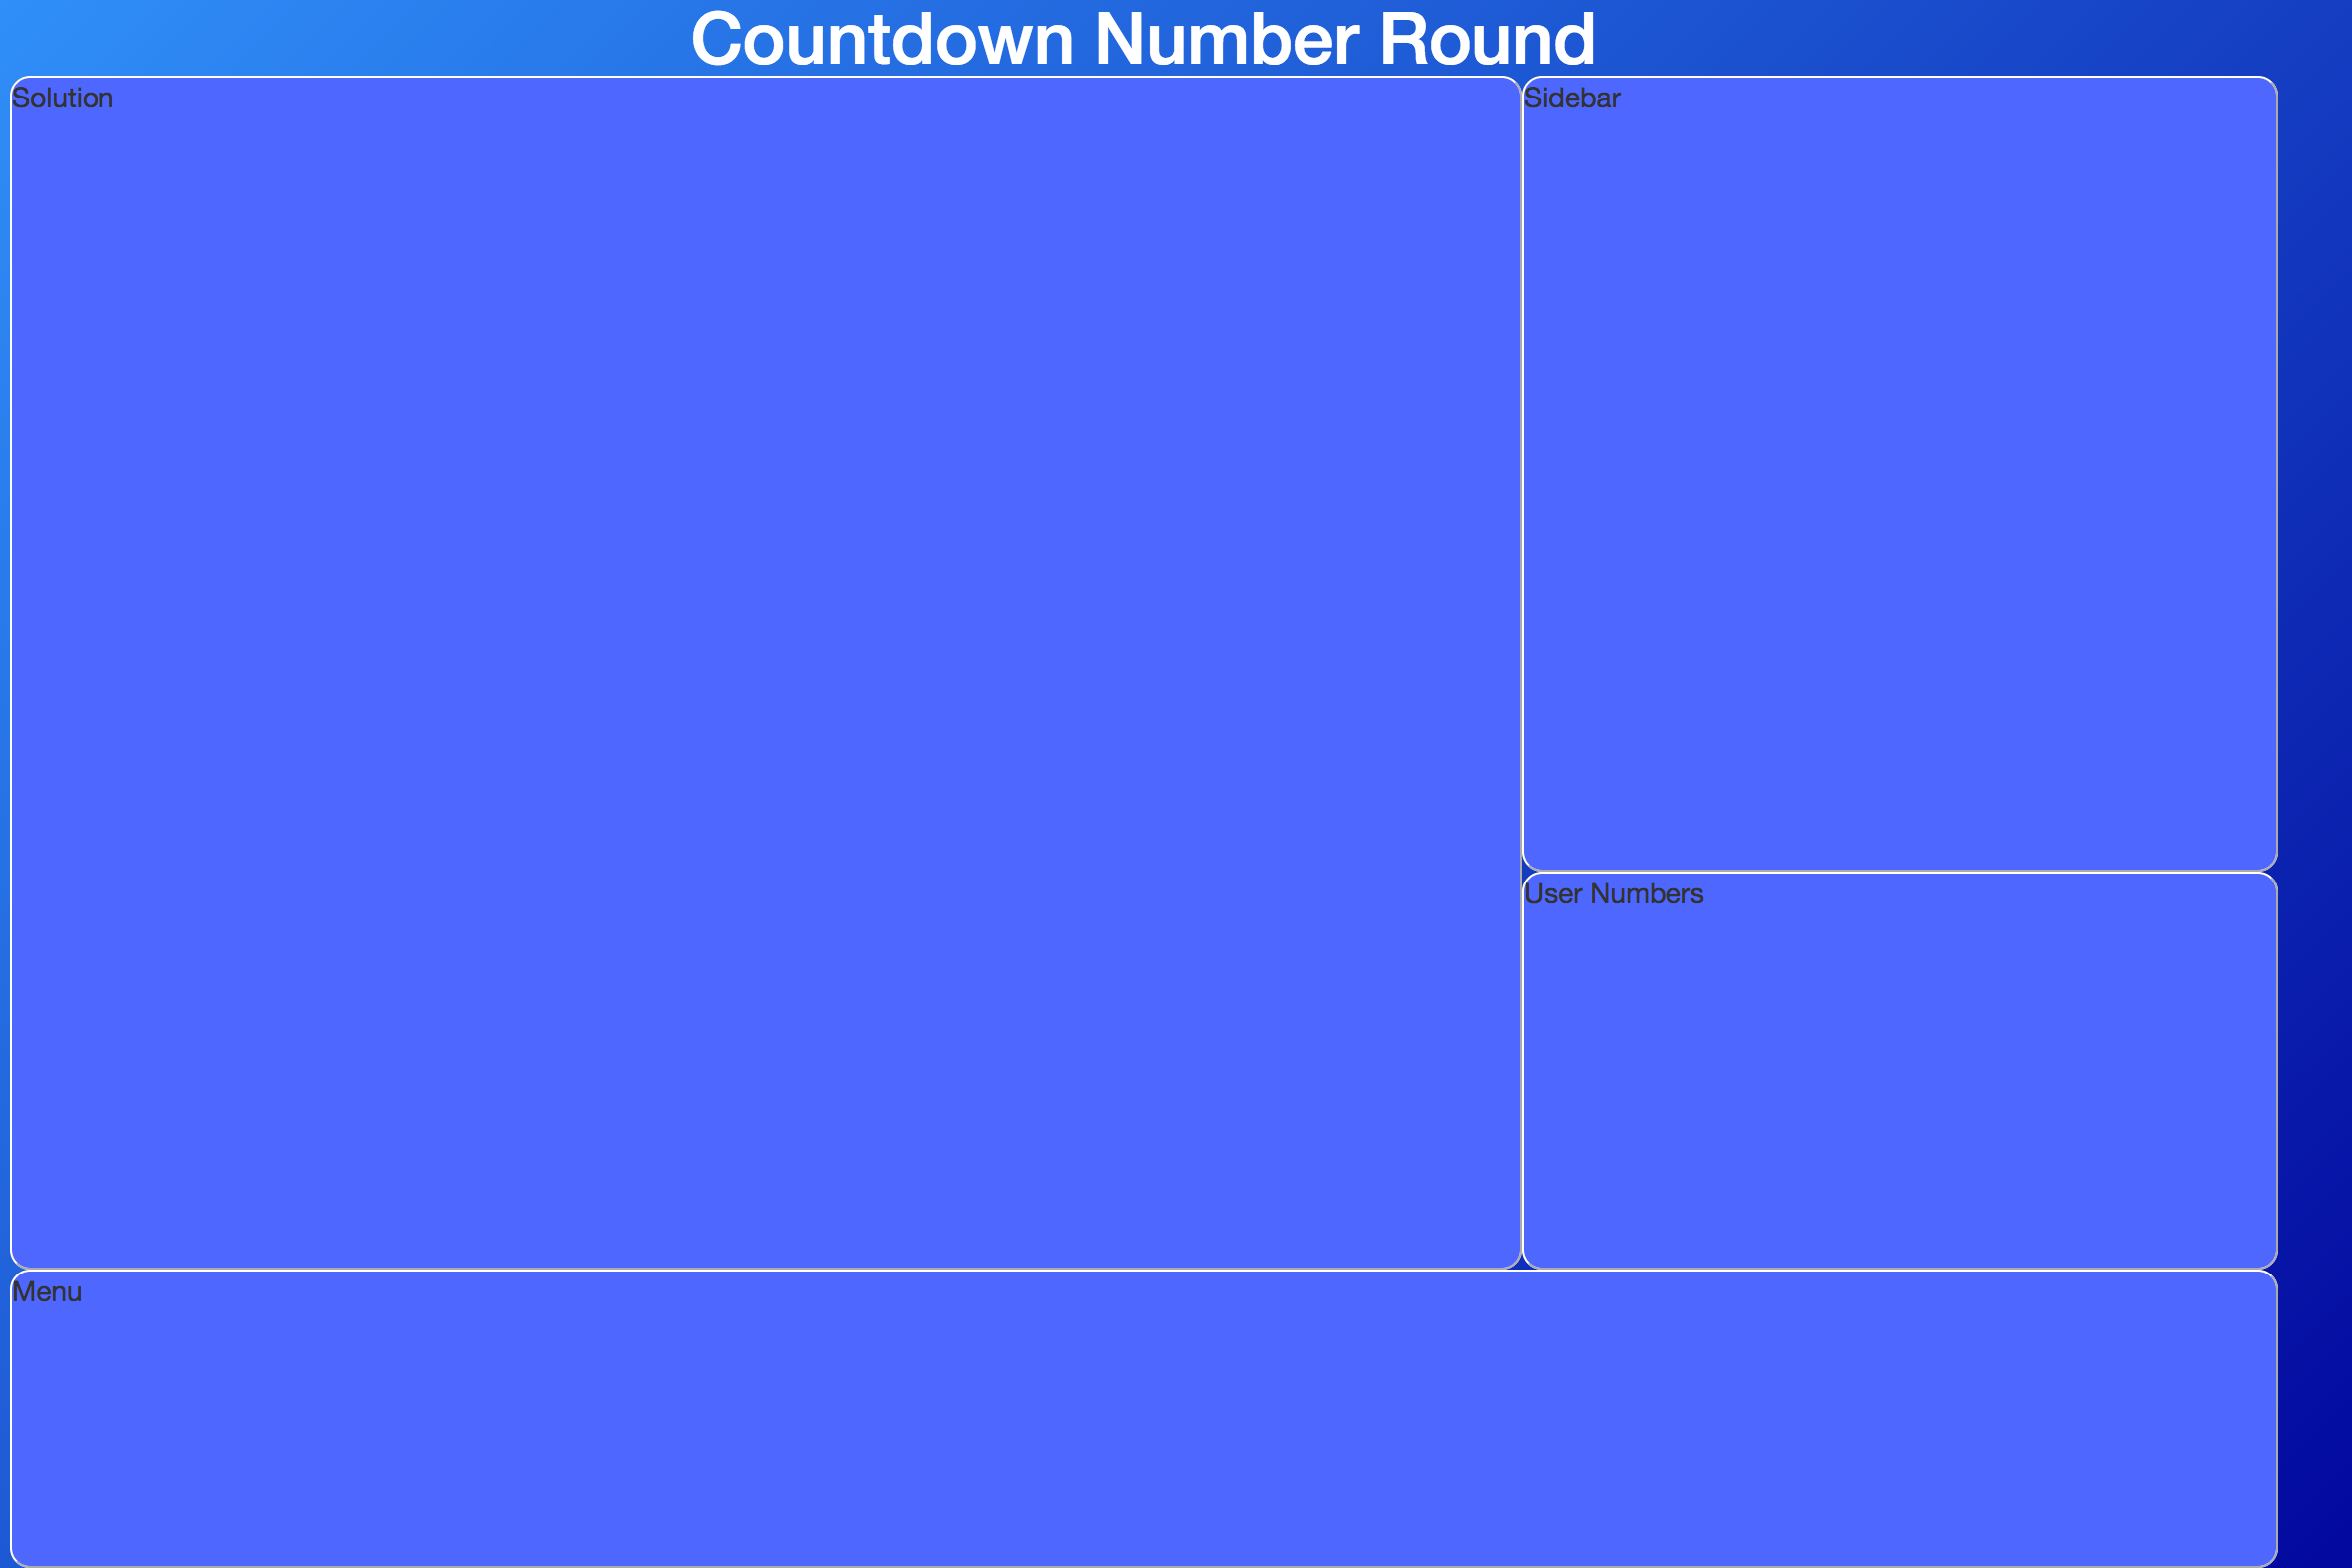 Countdown Number Round
Solution
Sidebar
User Numbers
Menu